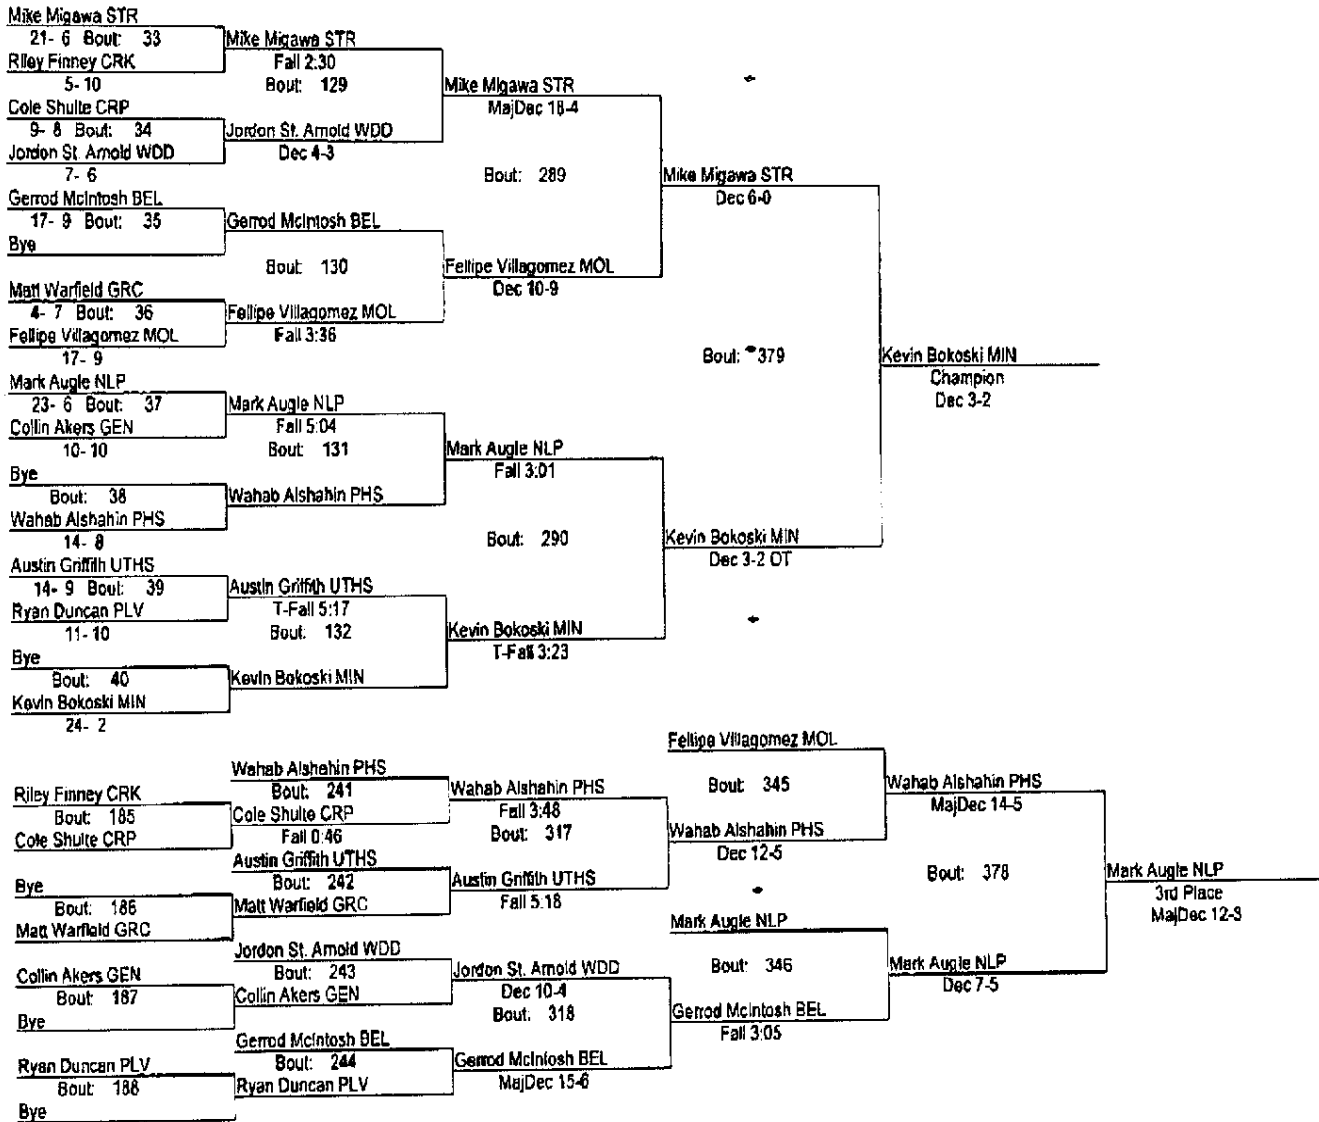 Mike Migawa STR
21- 6 Bout: 33
Riley Finney CRK
5- 10
Cole Shulte CRP
9- 8 Bout: 34
Jordon St. Arnold WDD
7- 6
Gerrod McIntosh BEL
17- 9 Bout: 35
Bye
Matt Warfield GRC
4- 7 Bout: 36
Fellipe Villagomez MOL
17- 9
Mark Augle NLP
23- 6 Bout: 37
Collin Akers GEN
10- 10
Bye
Bout: 38
Wahab Alshahin PHS
14- 8
Austin Griffith UTHS
14- 9 Bout: 39
Ryan Duncan PLV
11- 10
Bye
Bout: 40
Kevin Bokoski MIN
24- 2
Mike Migawa STR
Fall 2:30
Bout: 129
Jordon St. Arnold WDD
Dec 4-3
Gerrod McIntosh BEL
Bout: 130
Fellipe Villagomez MOL
Fall 3:36
Mark Augle NLP
Fall 5:04
Bout: 131
Wahab Alshahin PHS
Austin Griffith UTHS
T-Fall 5:17
Bout: 132
Kevin Bokoski MIN
Mike Migawa STR
MajDec 18-4
Bout: 289
Fellipe Villagomez MOL
Dec 10-9
Mark Augle NLP
Fall 3:01
Bout: 290
Kevin Bokoski MIN
T-Fall 3:23
Mike Migawa STR
Dec 6-0
Bout: 379
Kevin Bokoski MIN
Dec 3-2 OT
Kevin Bokoski MIN
Champion
Dec 3-2
Riley Finney CRK
Bout: 185
Cole Shulte CRP
Bye
Bout: 186
Matt Warfield GRC
Collin Akers GEN
Bout: 187
Bye
Ryan Duncan PLV
Bout: 188
Bye
Wahab Alshahin PHS
Bout: 241
Cole Shulte CRP
Fall 0:46
Austin Griffith UTHS
Bout: 242
Matt Warfield GRC
Jordon St. Arnold WDD
Bout: 243
Collin Akers GEN
Gerrod McIntosh BEL
Bout: 244
Ryan Duncan PLV
Wahab Alshahin PHS
Fall 3:48
Bout: 317
Austin Griffith UTHS
Fall 5:18
Jordon St. Arnold WDD
Dec 10-4
Bout: 318
Gerrod McIntosh BEL
MajDec 15-6
Fellipe Villagomez MOL
Bout: 345
Wahab Alshahin PHS
Dec 12-5
Mark Augle NLP
Bout: 346
Gerrod McIntosh BEL
Fall 3:05
Wahab Alshahin PHS
MajDec 14-5
Bout: 378
Mark Augle NLP
Dec 7-5
Mark Augle NLP
3rd Place
MajDec 12-3